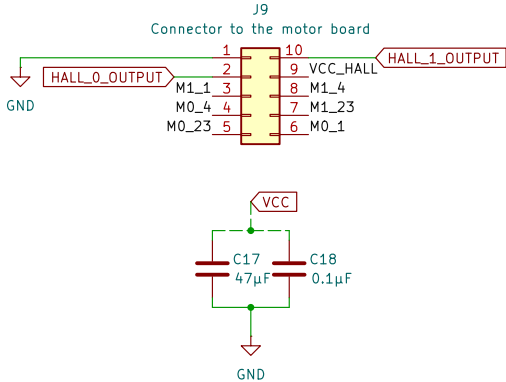 J9
Connector to the motor board
1 10 HALL_1_OUTPUT
HALL_0_OUTPUT 2 9 VCC_HALL
M1_1 3 8 M1_4
M0_4 4 7 M1_23
M0_23 5 6 M0_1
GND
VCC
C17 C18
47µF 0.1µF
GND